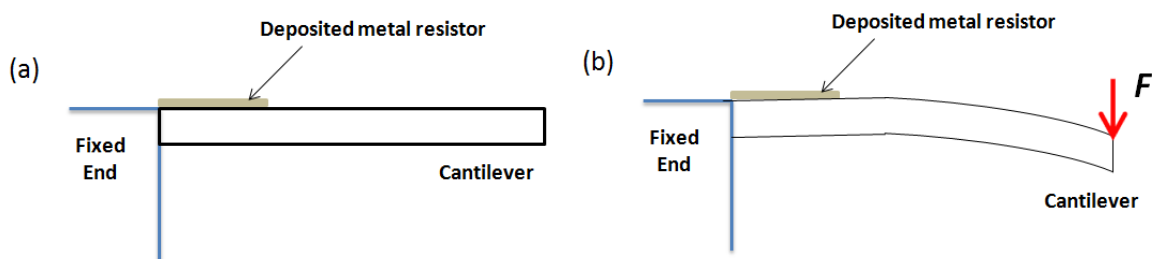 (a)
Deposited metal resistor
Fixed
End
Cantilever
(b)
Deposited metal resistor
F
Fixed
End
Cantilever